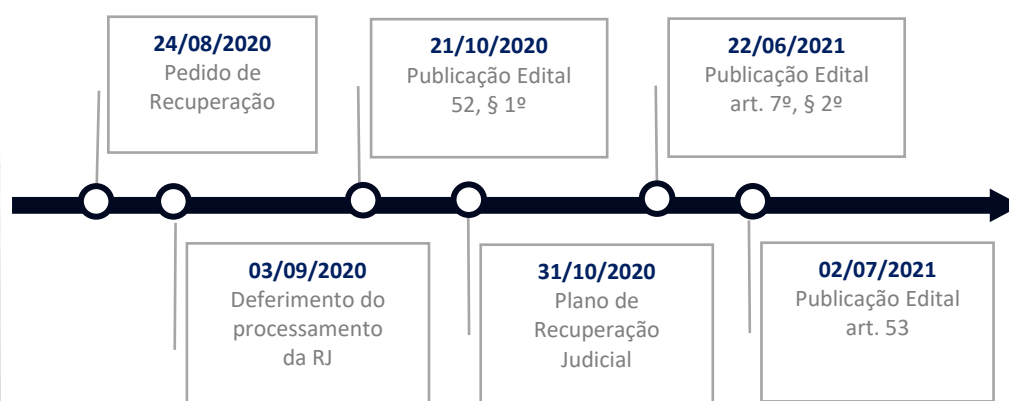 24/08/2020
Pedido de
Recuperação
21/10/2020
Publicação Edital
52, § 1º
22/06/2021
Publicação Edital
art. 7º, § 2º
03/09/2020
Deferimento do
processamento
da RJ
31/10/2020
Plano de
Recuperação
Judicial
02/07/2021
Publicação Edital
art. 53